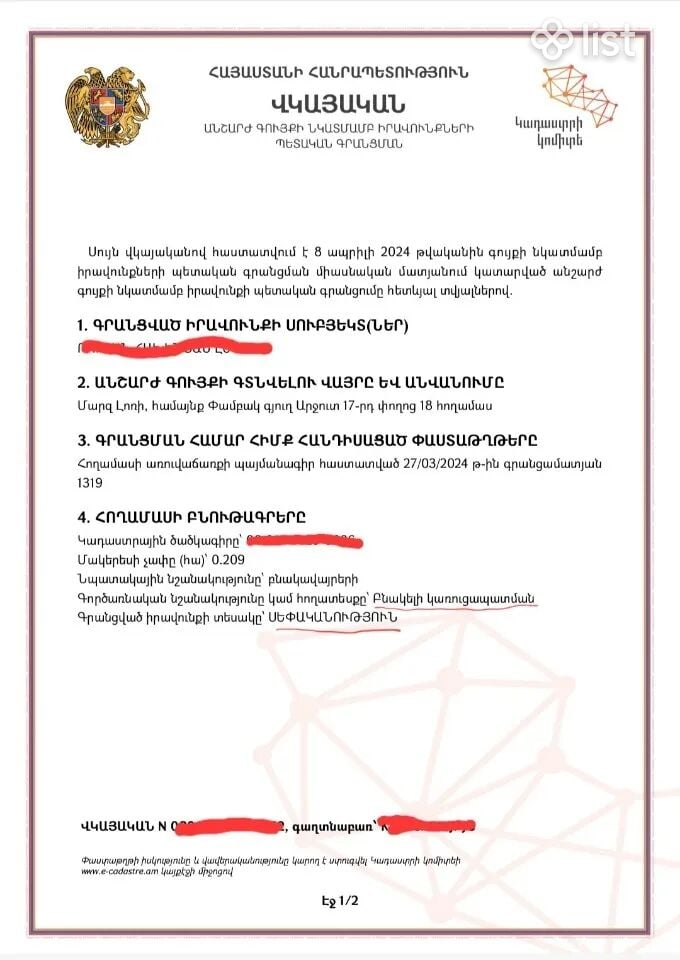 list
ՀԱՅԱՍՏԱՆԻ ՀԱՆՐԱՊԵՏՈՒԹՅՈՒՆ
ՎԿԱՅԱԿԱՆ
ԱՆՇԱՐԺ ԳՈՒՅՔԻ ՆԿԱՏՄԱՄԲ ԻՐԱՎՈՒՆՔՆԵՐԻ
ՊԵՏԱԿԱՆ ԳՐԱՆՑՄԱՆ
Կադաստրի
կոմիտե
Սույն վկայականով հաստատվում է 8 ապրիլի 2024 թվականին գույքի նկատմամբ
իրավունքների պետական գրանցման միասնական մատյանում կատարված անշարժ
գույքի նկատմամբ իրավունքի պետական գրանցումը հետևյալ տվյալներով.
1. ԳՐԱՆՑՎԱԾ ԻՐԱՎՈՒՆՔԻ ՍՈՒԲՅԵԿՏ(ՆԵՐ)
2. ԱՆՇԱՐԺ ԳՈՒՅՔԻ ԳՏՆՎԵԼՈՒ ՎԱՅՐԸ ԵՎ ԱՆՎԱՆՈՒՄԸ
Մարզ Լոռի, համայնք Փամբակ գյուղ Արջուտ 17-րդ փողոց 18 հողամաս
3. ԳՐԱՆՑՄԱՆ ՀԱՄԱՐ ՀԻՄՔ ՀԱՆԴԻՍԱՑԱԾ ՓԱՍՏԱԹՂԹԵՐԸ
Հողամասի առուվաճառքի պայմանագիր հաստատված 27/03/2024 թ-ին գրանցամատյան
1319
4. ՀՈՂԱՄԱՍԻ ԲՆՈՒԹԱԳՐԵՐԸ
Կադաստրային ծածկագիրը՝
Մակերեսի չափը (հա)՝ 0.209
Նպատակային նշանակությունը՝ բնակավայրերի
Գործառնական նշանակությունը կամ հողատեսքը՝ Բնակելի կառուցապատման
Գրանցված իրավունքի տեսակը՝ ՍԵՓԱԿԱՆՈՒԹՅՈՒՆ
ՎԿԱՅԱԿԱՆ N , գաղտնաբառ՝
Փաստաթղթի իսկությունը և վավերականությունը կարող է ստուգվել Կադաստրի կոմիտեի
www.e-cadastre.am կայքէջի միջոցով
Էջ 1/2